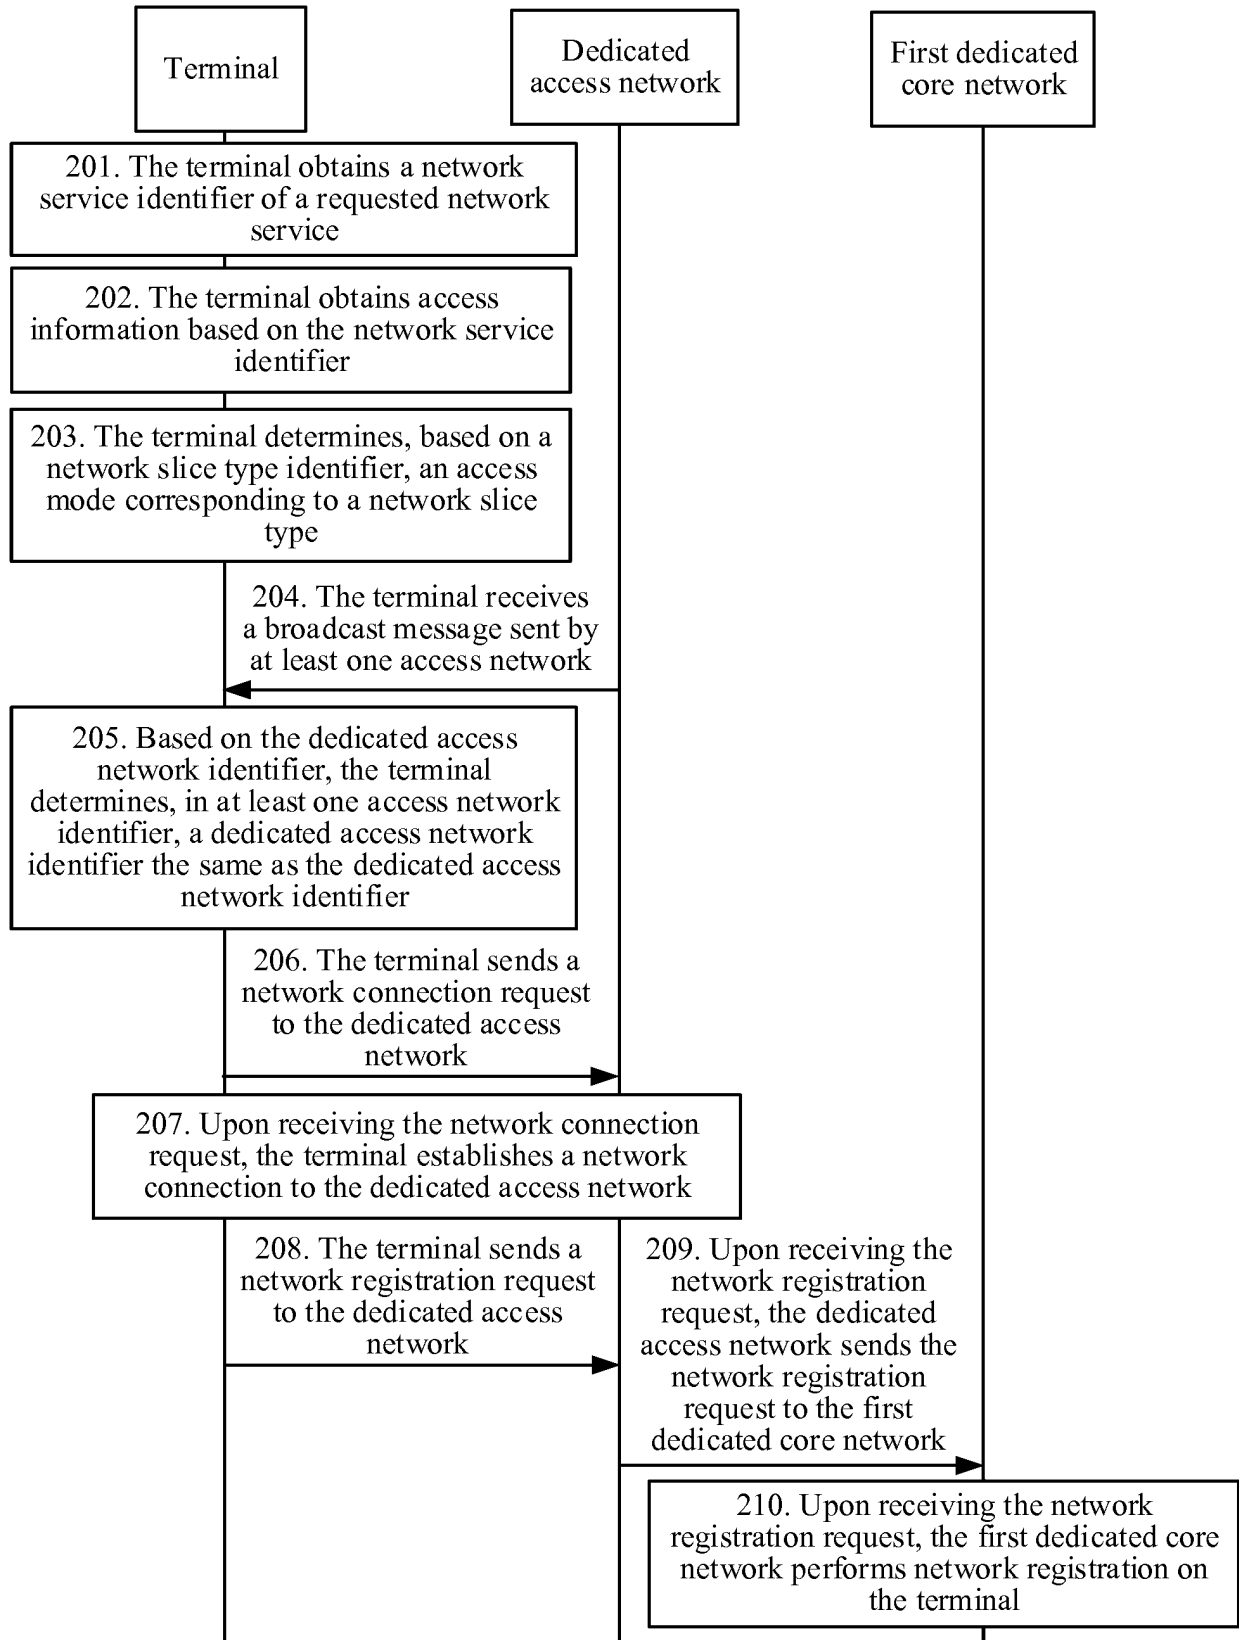 Terminal
Dedicated
access network
First dedicated
core network
201. The terminal obtains a network
service identifier of a requested network
service
202. The terminal obtains access
information based on the network service
identifier
203. The terminal determines, based on a
network slice type identifier, an access
mode corresponding to a network slice
type
204. The terminal receives
a broadcast message sent by
at least one access network
205. Based on the dedicated access
network identifier, the terminal
determines, in at least one access network
identifier, a dedicated access network
identifier the same as the dedicated access
network identifier
206. The terminal sends a
network connection request
to the dedicated access
network
207. Upon receiving the network connection
request, the terminal establishes a network
connection to the dedicated access network
208. The terminal sends a
network registration request
to the dedicated access
network
209. Upon receiving the
network registration
request, the dedicated
access network sends the
network registration
request to the first
dedicated core network
210. Upon receiving the network
registration request, the first dedicated core
network performs network registration on
the terminal